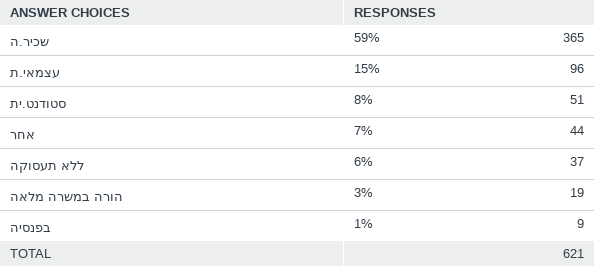 ANSWER CHOICES RESPONSES
שכיר.ה 59% 365
עצמאי.ת 15% 96
סטודנט.ית 8% 51
אחר 7% 44
ללא תעסוקה 6% 37
הורה במשרה מלאה 3% 19
בפנסיה 1% 9
TOTAL 621